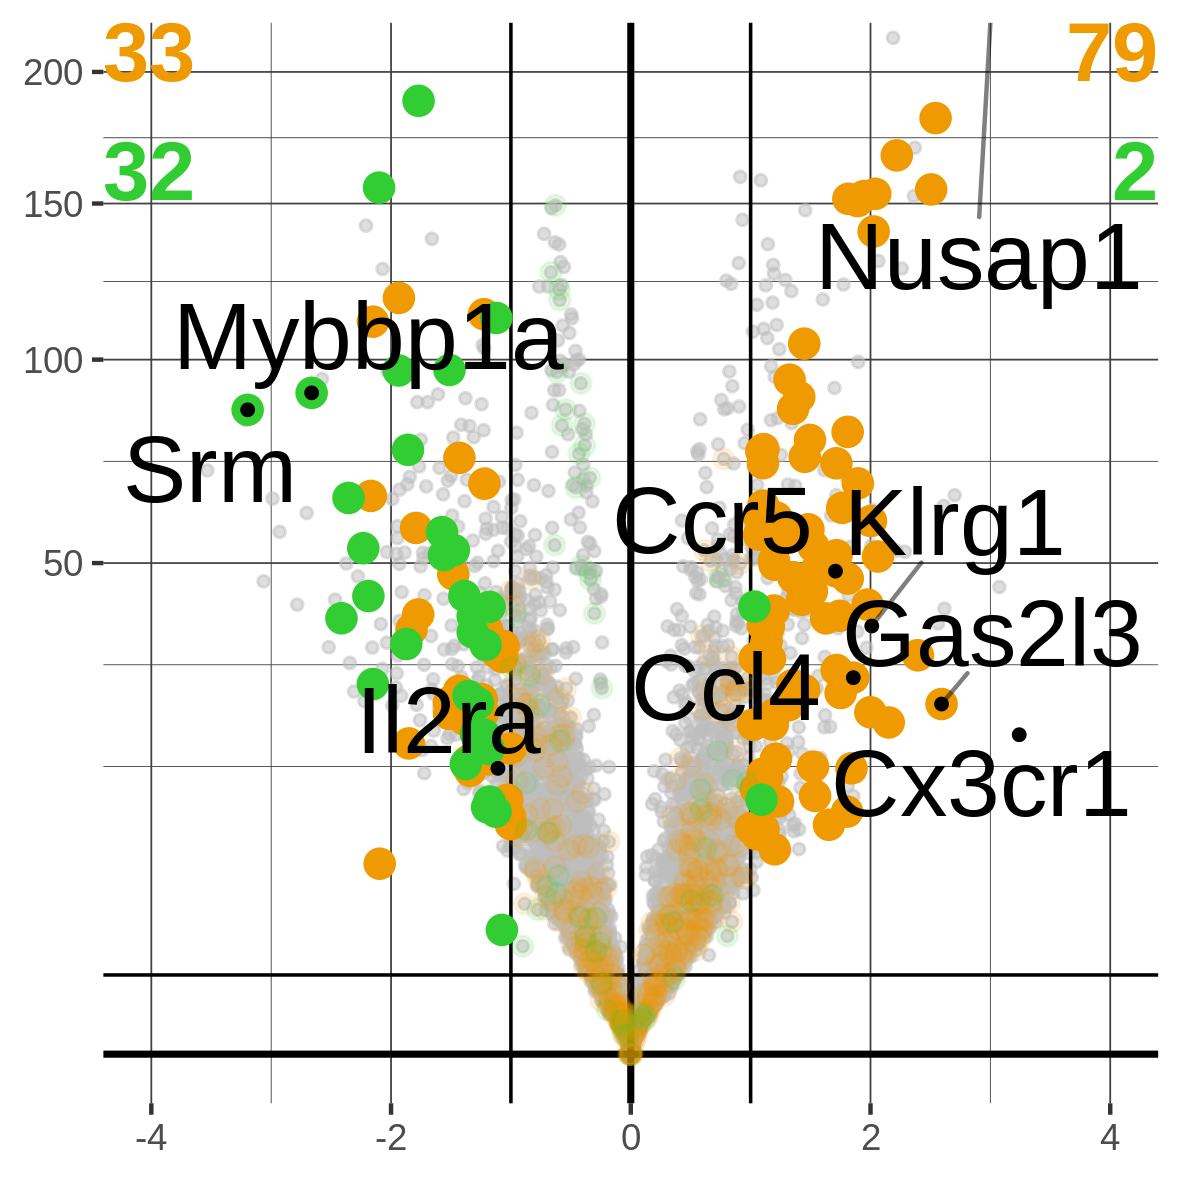 33 79
200
32 2
150
Nusap1
Mybbp1a
100
Srm
Ccr5 Klrg1
50
Gas2l3
Ccl4
Il2ra
Cx3cr1
-4 -2 0 2 4